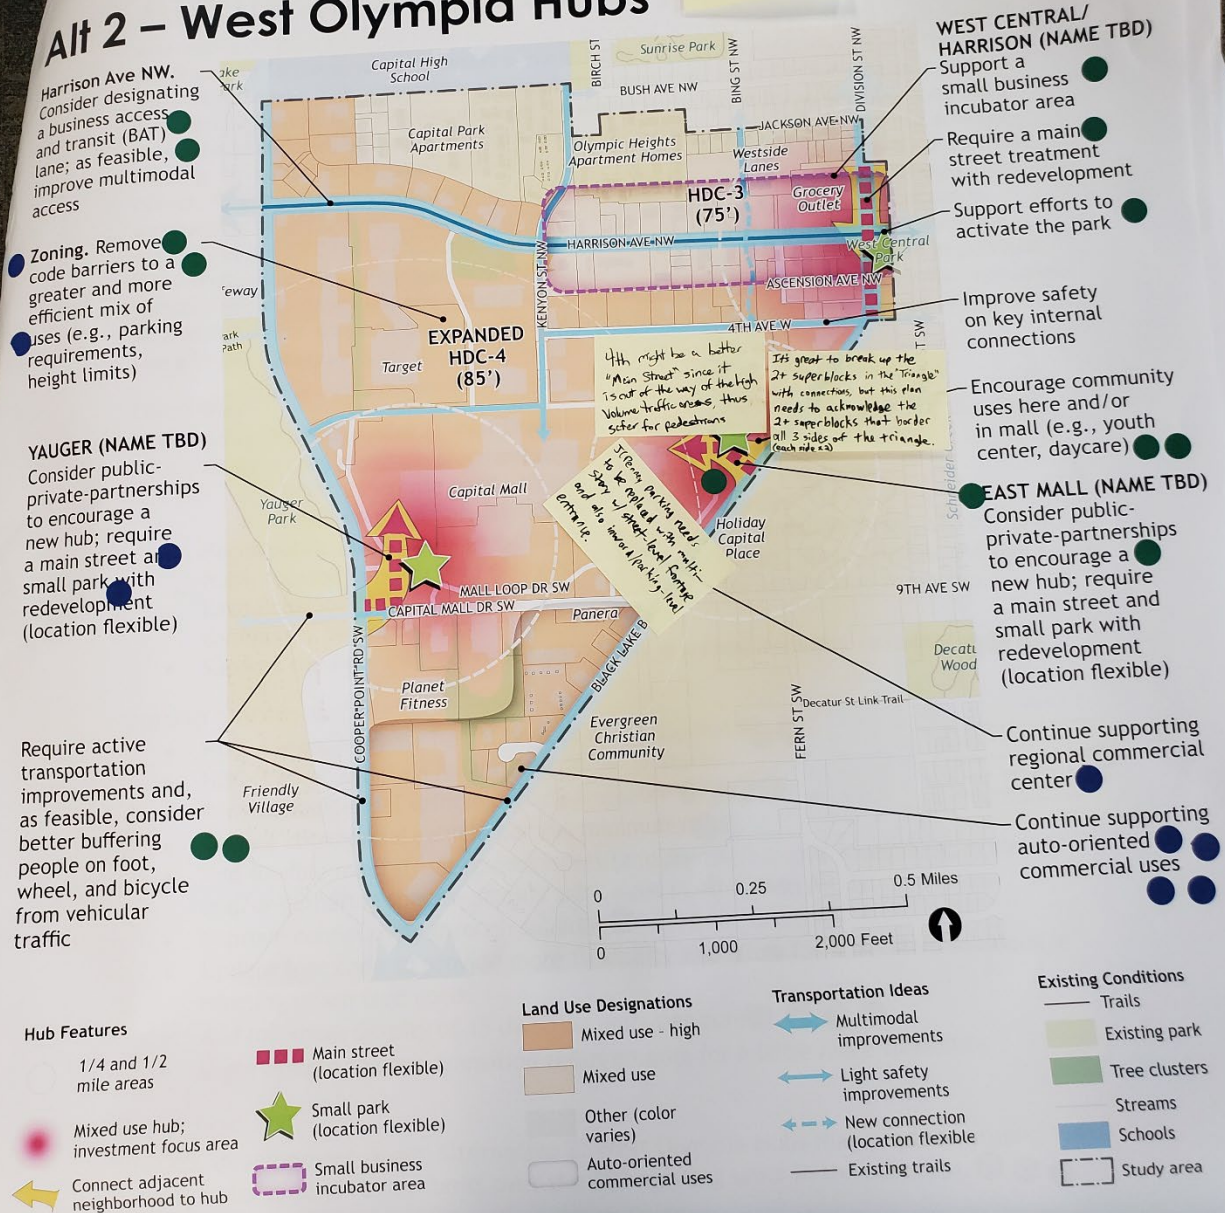 Alt 2 – West Olympia Hubs
Harrison Ave NW.
Consider designating
a business access
and transit (BAT)
lane; as feasible,
improve multimodal
access
Zoning. Remove
code barriers to a
greater and more
efficient mix of
uses (e.g., parking
requirements,
height limits)
YAUGER (NAME TBD)
Consider public-
private-partnerships
to encourage a
new hub; require
a main street and
small park with
redevelopment
(location flexible)
Require active
transportation
improvements and,
as feasible, consider
better buffering
people on foot,
wheel, and bicycle
from vehicular
traffic
Capital High
School
Sunrise Park
BIRCH ST
BUSH AVE NW
BING ST NW
DIVISION ST NW
JACKSON AVE NW
Capital Park
Apartments
Olympic Heights
Apartment Homes
Westside
Lanes
HDC-3
(75’)
Grocery
Outlet
HARRISON AVE NW
West Central
Park
KENYON ST NW
ASCENSION AVE NW
4TH AVE W
EXPANDED
HDC-4
(85’)
Target
4th might be a better
"Main Street" since it
is out of the way of the high
volume traffic areas, thus
safer for pedestrians
It's great to break up the
2+ superblocks in the "Triangle"
with connections, but this plan
needs to acknowledge the
2+ superblocks that border
all 3 sides of the triangle.
(each side x2)
JCPenny parking needs
to be replaced with multi-
story w/ street-level frontage
and also inward/parking-level
entrance
Yauger
Park
Capital Mall
Holiday
Capital
Place
MALL LOOP DR SW
CAPITAL MALL DR SW
Panera
9TH AVE SW
COOPER POINT RD SW
BLACK LAKE B
Planet
Fitness
Evergreen
Christian
Community
FERN ST SW
Decatur St Link Trail
Friendly
Village
WEST CENTRAL/
HARRISON (NAME TBD)
Support a
small business
incubator area
Require a main
street treatment
with redevelopment
Support efforts to
activate the park
Improve safety
on key internal
connections
Encourage community
uses here and/or
in mall (e.g., youth
center, daycare)
EAST MALL (NAME TBD)
Consider public-
private-partnerships
to encourage a
new hub; require
a main street and
small park with
redevelopment
(location flexible)
Continue supporting
regional commercial
center
Continue supporting
auto-oriented
commercial uses
0 0.25 0.5 Miles
0 1,000 2,000 Feet
Hub Features
1/4 and 1/2
mile areas
Mixed use hub;
investment focus area
Connect adjacent
neighborhood to hub
Main street
(location flexible)
Small park
(location flexible)
Small business
incubator area
Land Use Designations
Mixed use - high
Mixed use
Other (color
varies)
Auto-oriented
commercial uses
Transportation Ideas
Multimodal
improvements
Light safety
improvements
New connection
(location flexible
Existing trails
Existing Conditions
Trails
Existing park
Tree clusters
Streams
Schools
Study area